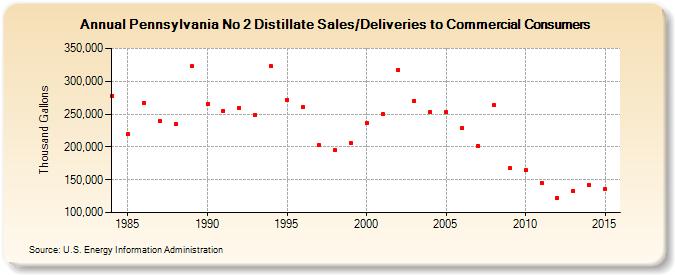 Annual Pennsylvania No 2 Distillate Sales/Deliveries to Commercial Consumers
Thousand Gallons
350,000
300,000
250,000
200,000
150,000
100,000
1985 1990 1995 2000 2005 2010 2015
Source: U.S. Energy Information Administration